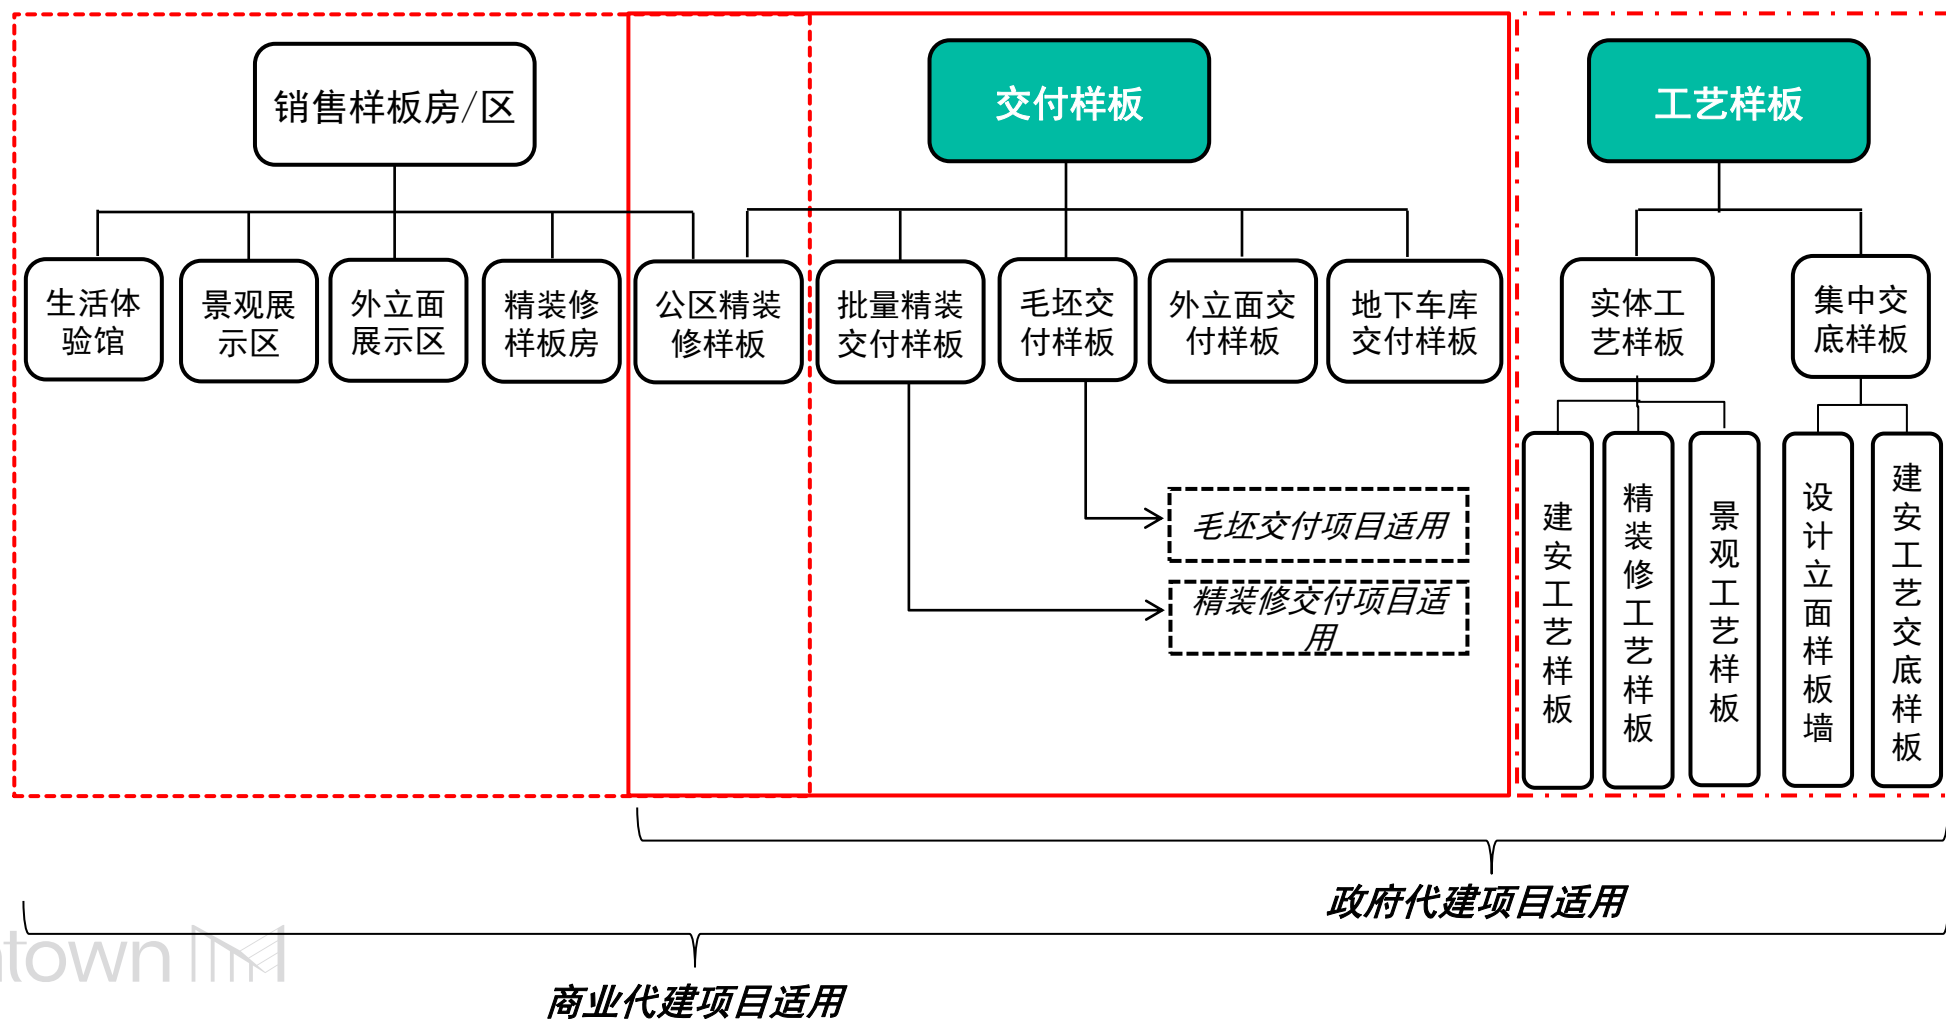 销售样板房/区
交付样板
工艺样板
生活体
验馆
景观展
示区
外立面
展示区
精装修
样板房
公区精装
修样板
批量精装
交付样板
毛坯交
付样板
外立面交
付样板
地下车库
交付样板
实体工
艺样板
集中交
底样板
建安工艺样板
精装修工艺样板
景观工艺样板
设计立面样板墙
建安工艺交底样板
毛坯交付项目适用
精装修交付项目适
用
政府代建项目适用
town
商业代建项目适用